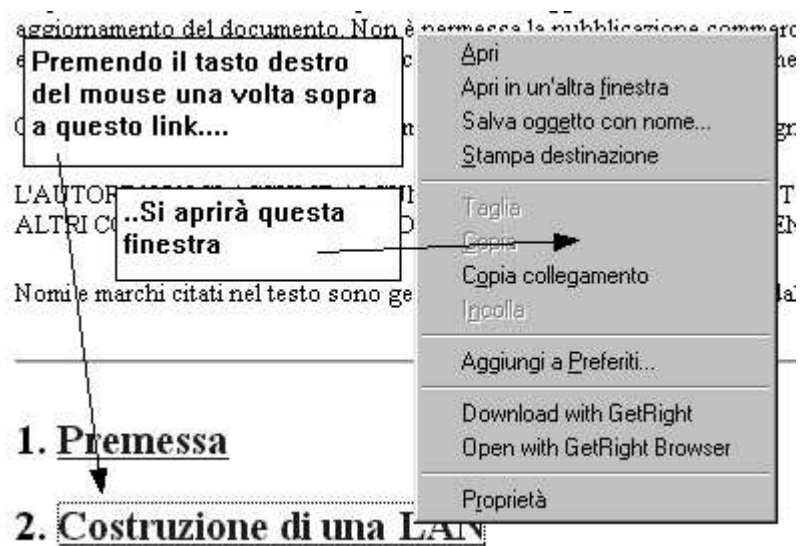 aggiornamento del documento. Non è permessa la pubblicazione
Premendo il tasto destro
del mouse una volta sopra
a questo link....
L'AUTOR
..Si aprirà questa
finestra
ALTRI
Nomi e marchi citati nel testo sono
Apri
Apri in un'altra finestra
Salva oggetto con nome...
Stampa destinazione
Taglia
Copia
Copia collegamento
Incolla
Aggiungi a Preferiti...
Download with GetRight
Open with GetRight Browser
Proprietà
1. Premessa
2. Costruzione di una LAN